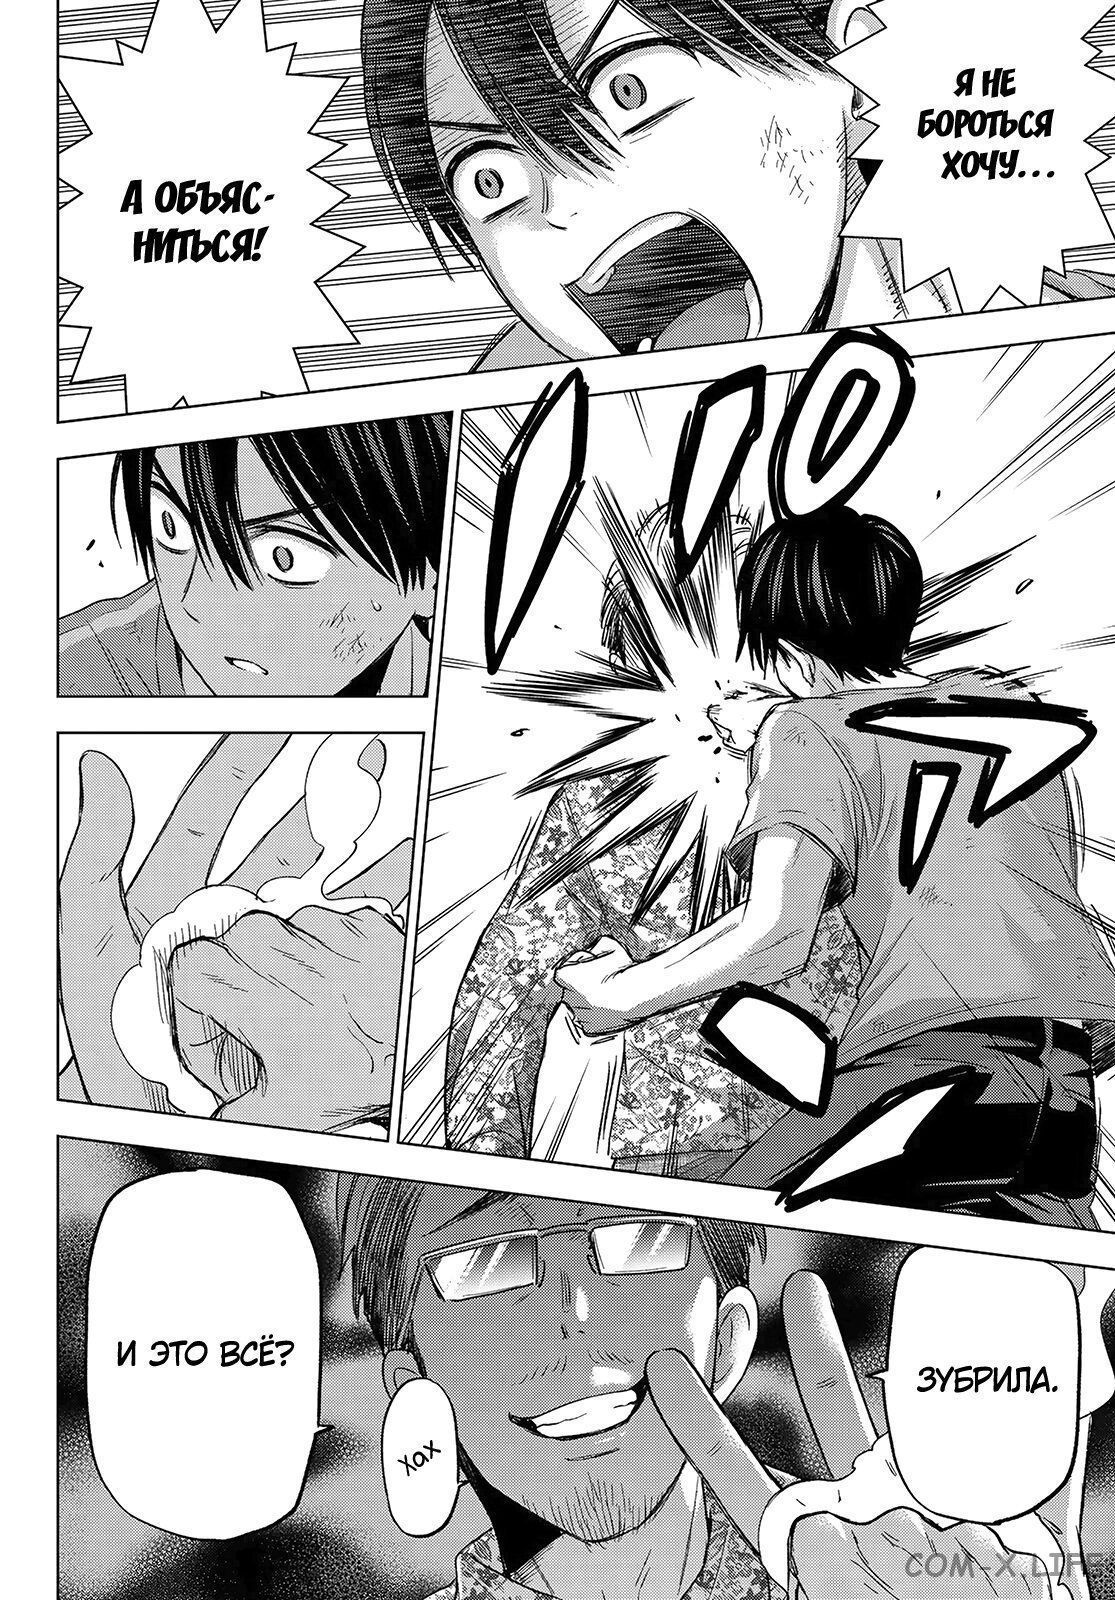 Я НЕ
БОРОТЬСЯ
ХОЧУ...
А ОБЪЯС-
НИТЬСЯ!
ЗУБРИЛА.
И ЭТО ВСЁ?
ХАХ
COM-X.LIFE